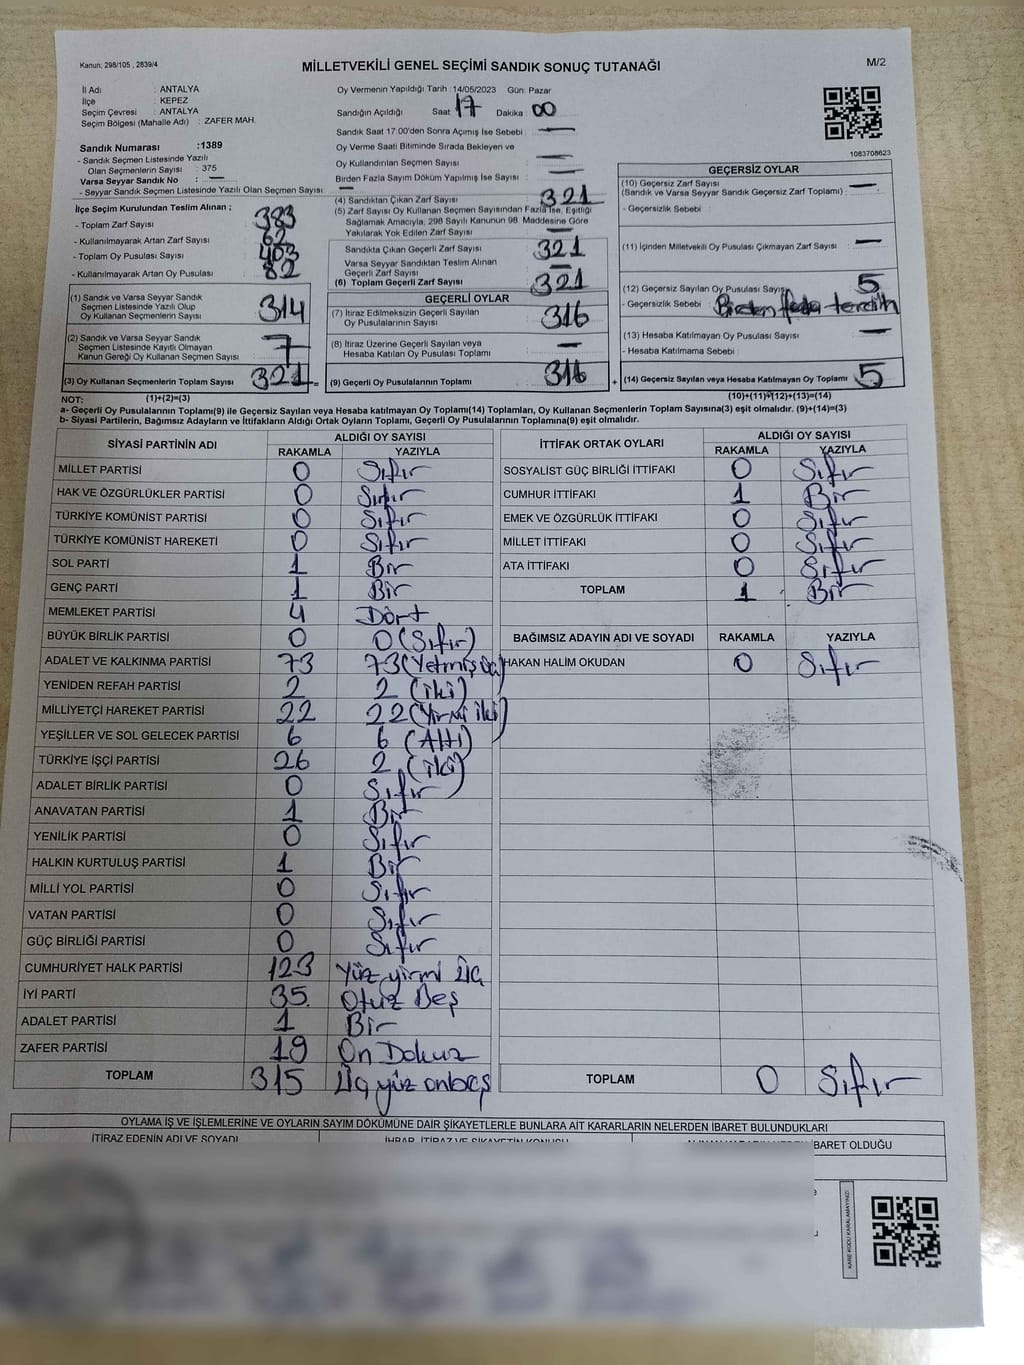 Kanun: 298/105 , 2839/4
MİLLETVEKİLİ GENEL SEÇİMİ SANDIK SONUÇ TUTANAĞI
M/2
İl Adı : ANTALYA
İlçe : KEPEZ
Seçim Çevresi : ANTALYA
Seçim Bölgesi (Mahalle Adı) : ZAFER MAH.
Oy Vermenin Yapıldığı Tarih :14/05/2023 Gün: Pazar
Sandığın Açıldığı Saat 17 Dakika 00
Sandık Saat 17:00'den Sonra Açımış İse Sebebi —
Oy Verme Saati Bitiminde Sırada Bekleyen ve
Oy Kullandırılan Seçmen Sayısı —
Birden Fazla Sayım Döküm Yapılmış İse Sayısı : —
1083708623
Sandık Numarası :1389
- Sandık Seçmen Listesinde Yazılı
Olan Seçmenlerin Sayısı : 375
Varsa Seyyar Sandık No : —
- Seyyar Sandık Seçmen Listesinde Yazılı Olan Seçmen Sayısı : —
İlçe Seçim Kurulundan Teslim Alınan ;
- Toplam Zarf Sayısı : 383
- Kullanılmayarak Artan Zarf Sayısı : 62
- Toplam Oy Pusulası Sayısı : 403
- Kullanılmayarak Artan Oy Pusulası : 82
(1) Sandık ve Varsa Seyyar Sandık
Seçmen Listesinde Yazılı Olup
Oy Kullanan Seçmenlerin Sayısı : 314
(2) Sandık ve Varsa Seyyar Sandık
Seçmen Listesinde Kayıtlı Olmayan
Kanun Gereği Oy Kullanan Seçmen Sayısı : 7
(3) Oy Kullanan Seçmenlerin Toplam Sayısı 321 =
(4) Sandıktan Çıkan Zarf Sayısı : 321
(5) Zarf Sayısı Oy Kullanan Seçmen Sayısından Fazla İse, Eşitliği
Sağlamak Amacıyla, 298 Sayılı Kanunun 98. Maddesine Göre
Yakılarak Yok Edilen Zarf Sayısı : —
Sandıkta Çıkan Geçerli Zarf Sayısı : 321
Varsa Seyyar Sandıktan Teslim Alınan
Geçerli Zarf Sayısı : —
(6) Toplam Geçerli Zarf Sayısı : 321
GEÇERLİ OYLAR
(7) İtiraz Edilmeksizin Geçerli Sayılan
Oy Pusulalarının Sayısı : 316
(8) İtiraz Üzerine Geçerli Sayılan veya
Hesaba Katılan Oy Pusulası Toplamı : —
(9) Geçerli Oy Pusulalarının Toplamı : 316 +
GEÇERSİZ OYLAR
(10) Geçersiz Zarf Sayısı
(Sandık ve Varsa Seyyar Sandık Geçersiz Zarf Toplamı) : —
- Geçersizlik Sebebi :
(11) İçinden Milletvekili Oy Pusulası Çıkmayan Zarf Sayısı : —
(12) Geçersiz Sayılan Oy Pusulası Sayısı : 5
- Geçersizlik Sebebi : Birden fazla tercih
(13) Hesaba Katılmayan Oy Pusulası Sayısı : —
- Hesaba Katılmama Sebebi :
(14) Geçersiz Sayılan veya Hesaba Katılmayan Oy Toplamı : 5
NOT: (1)+(2)=(3) (10)+(11)+(12)+(13)=(14)
a- Geçerli Oy Pusulalarının Toplamı(9) ile Geçersiz Sayılan veya Hesaba katılmayan Oy Toplamı(14) Toplamları, Oy Kullanan Seçmenlerin Toplam Sayısına(3) eşit olmalıdır. (9)+(14)=(3)
b- Siyasi Partilerin, Bağımsız Adayların ve İttifakların Aldığı Ortak Oyların Toplamı, Geçerli Oy Pusulalarının Toplamına(9) eşit olmalıdır.
SİYASİ PARTİNİN ADI ALDIĞI OY SAYISI
RAKAMLA YAZIYLA
MİLLET PARTİSİ 0 Sıfır
HAK VE ÖZGÜRLÜKLER PARTİSİ 0 Sıfır
TÜRKİYE KOMÜNİST PARTİSİ 0 Sıfır
TÜRKİYE KOMÜNİST HAREKETİ 0 Sıfır
SOL PARTİ 1 Bir
GENÇ PARTİ 1 Bir
MEMLEKET PARTİSİ 4 Dört
BÜYÜK BİRLİK PARTİSİ 0 0 (Sıfır)
ADALET VE KALKINMA PARTİSİ 73 73 (Yetmiş üç)
YENİDEN REFAH PARTİSİ 2 2 (iki)
MİLLİYETÇİ HAREKET PARTİSİ 22 22 (Yirmi iki)
YEŞİLLER VE SOL GELECEK PARTİSİ 6 6 (Altı)
TÜRKİYE İŞÇİ PARTİSİ 26 2 (iki)
ADALET BİRLİK PARTİSİ 0 Sıfır
ANAVATAN PARTİSİ 1 Bir
YENİLİK PARTİSİ 0 Sıfır
HALKIN KURTULUŞ PARTİSİ 1 Bir
MİLLİ YOL PARTİSİ 0 Sıfır
VATAN PARTİSİ 0 Sıfır
GÜÇ BİRLİĞİ PARTİSİ 0 Sıfır
CUMHURİYET HALK PARTİSİ 123 Yüz yirmi üç
İYİ PARTİ 35 Otuz Beş
ADALET PARTİSİ 1 Bir
ZAFER PARTİSİ 19 On Dokuz
TOPLAM 315 Üç yüz onbeş
İTTİFAK ORTAK OYLARI ALDIĞI OY SAYISI
RAKAMLA YAZIYLA
SOSYALİST GÜÇ BİRLİĞİ İTTİFAKI 0 Sıfır
CUMHUR İTTİFAKI 1 Bir
EMEK VE ÖZGÜRLÜK İTTİFAKI 0 Sıfır
MİLLET İTTİFAKI 0 Sıfır
ATA İTTİFAKI 0 Sıfır
TOPLAM 1 Bir
BAĞIMSIZ ADAYIN ADI VE SOYADI RAKAMLA YAZIYLA
HAKAN HALİM OKUDAN 0 Sıfır
TOPLAM 0 Sıfır
OYLAMA İŞ VE İŞLEMLERİNE VE OYLARIN SAYIM DÖKÜMÜNE DAİR ŞİKAYETLERLE BUNLARA AİT KARARLARIN NELERDEN İBARET BULUNDUKLARI
İTİRAZ EDENİN ADI VE SOYADI İHBAR, İTİRAZ VE ŞİKAYETİN KONUSU İBARET OLDUĞU
KARE KODU KARALAMAYINIZ!